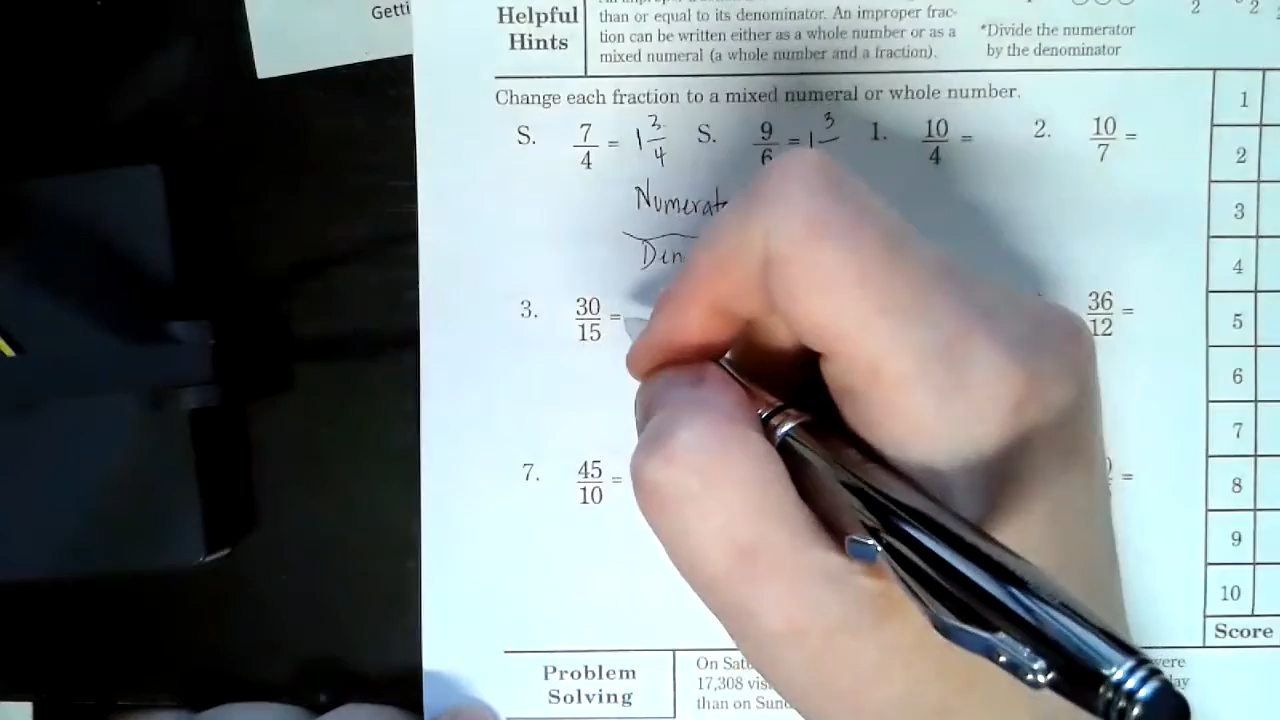 Getti
Helpful
Hints
than or equal to its denominator. An improper frac-
tion can be written either as a whole number or as a
mixed numeral (a whole number and a fraction).
*Divide the numerator
by the denominator
2 2
Change each fraction to a mixed numeral or whole number.
S. 7/4 = 1 3/4 S. 9/6 = 1 3/ 1. 10/4 = 2. 10/7 =
Numerat
Den
3. 30/15 = 36/12 =
7. 45/10 = =
1
2
3
4
5
6
7
8
9
10
Score
Problem
Solving
On Sat
17,308 vis
than on Sund
were
day